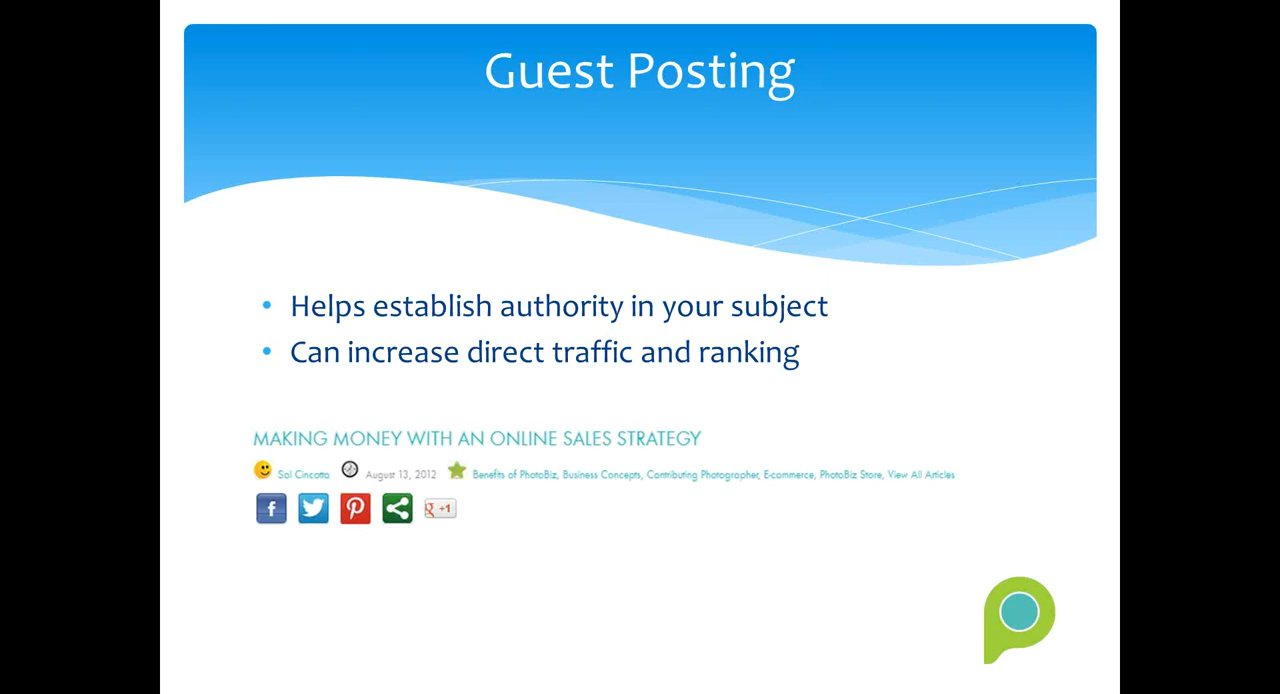 Guest Posting
• Helps establish authority in your subject
• Can increase direct traffic and ranking
MAKING MONEY WITH AN ONLINE SALES STRATEGY
Sal Cincotta August 13, 2012 Benefits of PhotoBiz, Business Concepts, Contributing Photographer, E-commerce, PhotoBiz Store, View All Articles
f g +1